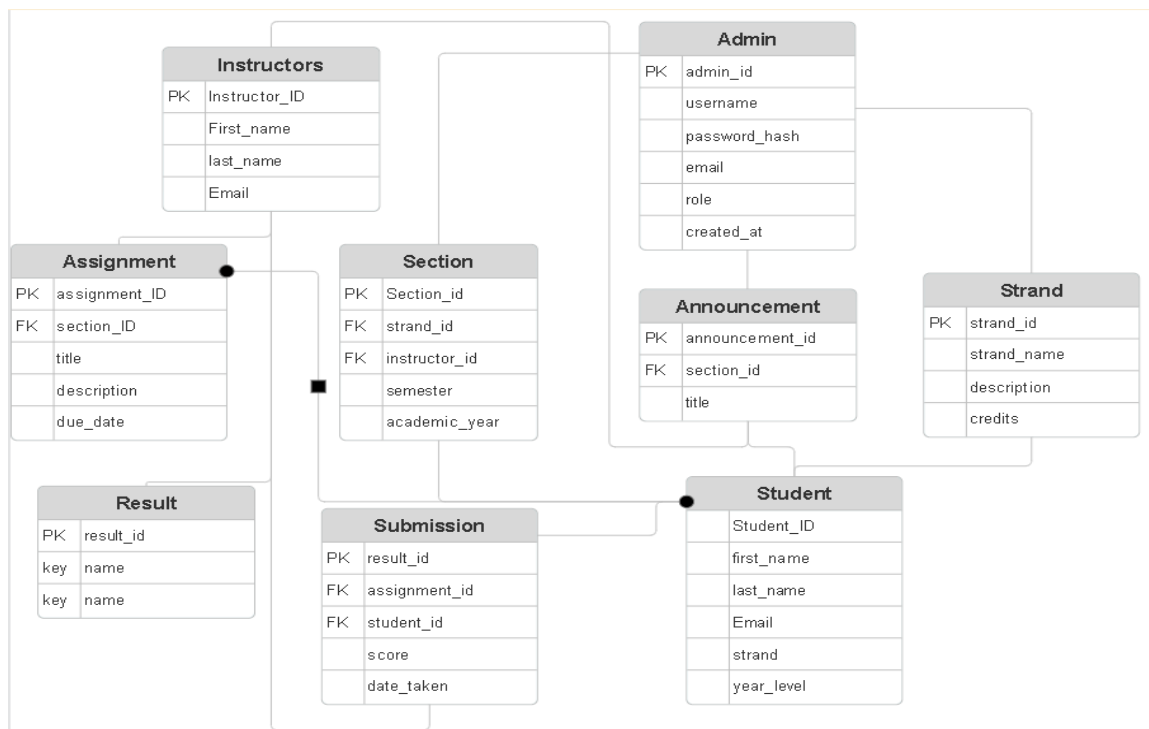 Instructors
PK Instructor_ID
First_name
last_name
Email
Admin
PK admin_id
username
password_hash
email
role
created_at
Assignment
PK assignment_ID
FK section_ID
title
description
due_date
Section
PK Section_id
FK strand_id
FK instructor_id
semester
academic_year
Announcement
PK announcement_id
FK section_id
title
Strand
PK strand_id
strand_name
description
credits
Result
PK result_id
key name
key name
Submission
PK result_id
FK assignment_id
FK student_id
score
date_taken
Student
Student_ID
first_name
last_name
Email
strand
year_level